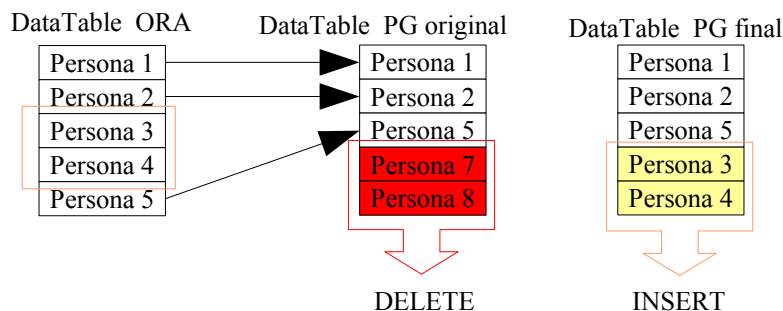 DataTable ORA
Persona 1
Persona 2
Persona 3
Persona 4
Persona 5
DataTable PG original
Persona 1
Persona 2
Persona 5
Persona 7
Persona 8
DELETE
DataTable PG final
Persona 1
Persona 2
Persona 5
Persona 3
Persona 4
INSERT